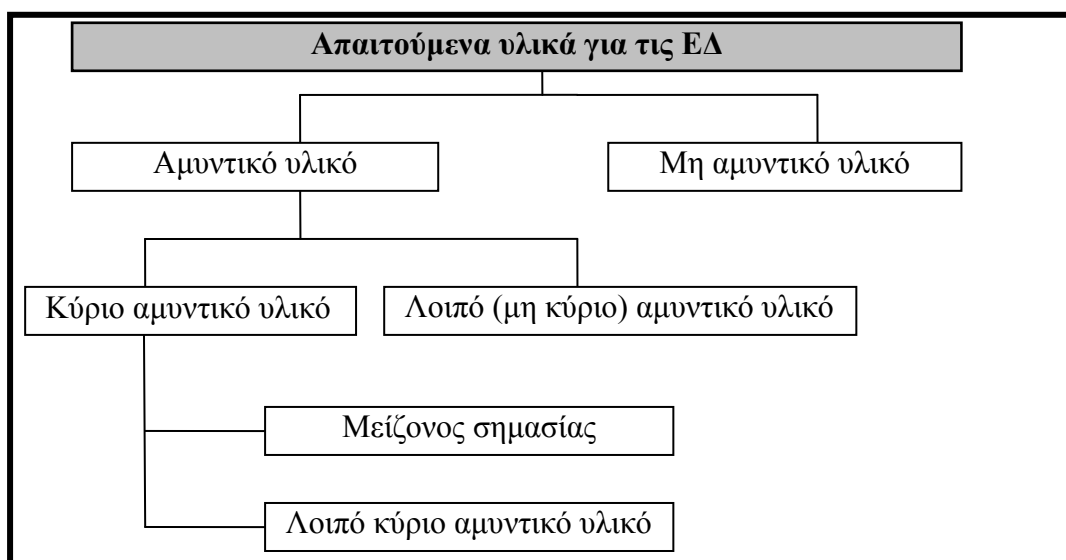 Απαιτούμενα υλικά για τις ΕΔ
Αμυντικό υλικό
Μη αμυντικό υλικό
Κύριο αμυντικό υλικό
Λοιπό (μη κύριο) αμυντικό υλικό
Μείζονος σημασίας
Λοιπό κύριο αμυντικό υλικό